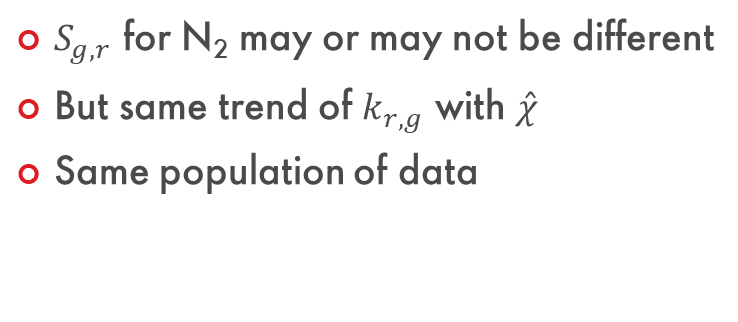 S_{g,r} for N₂ may or may not be different
But same trend of k_{r,g} with χ̂
Same population of data